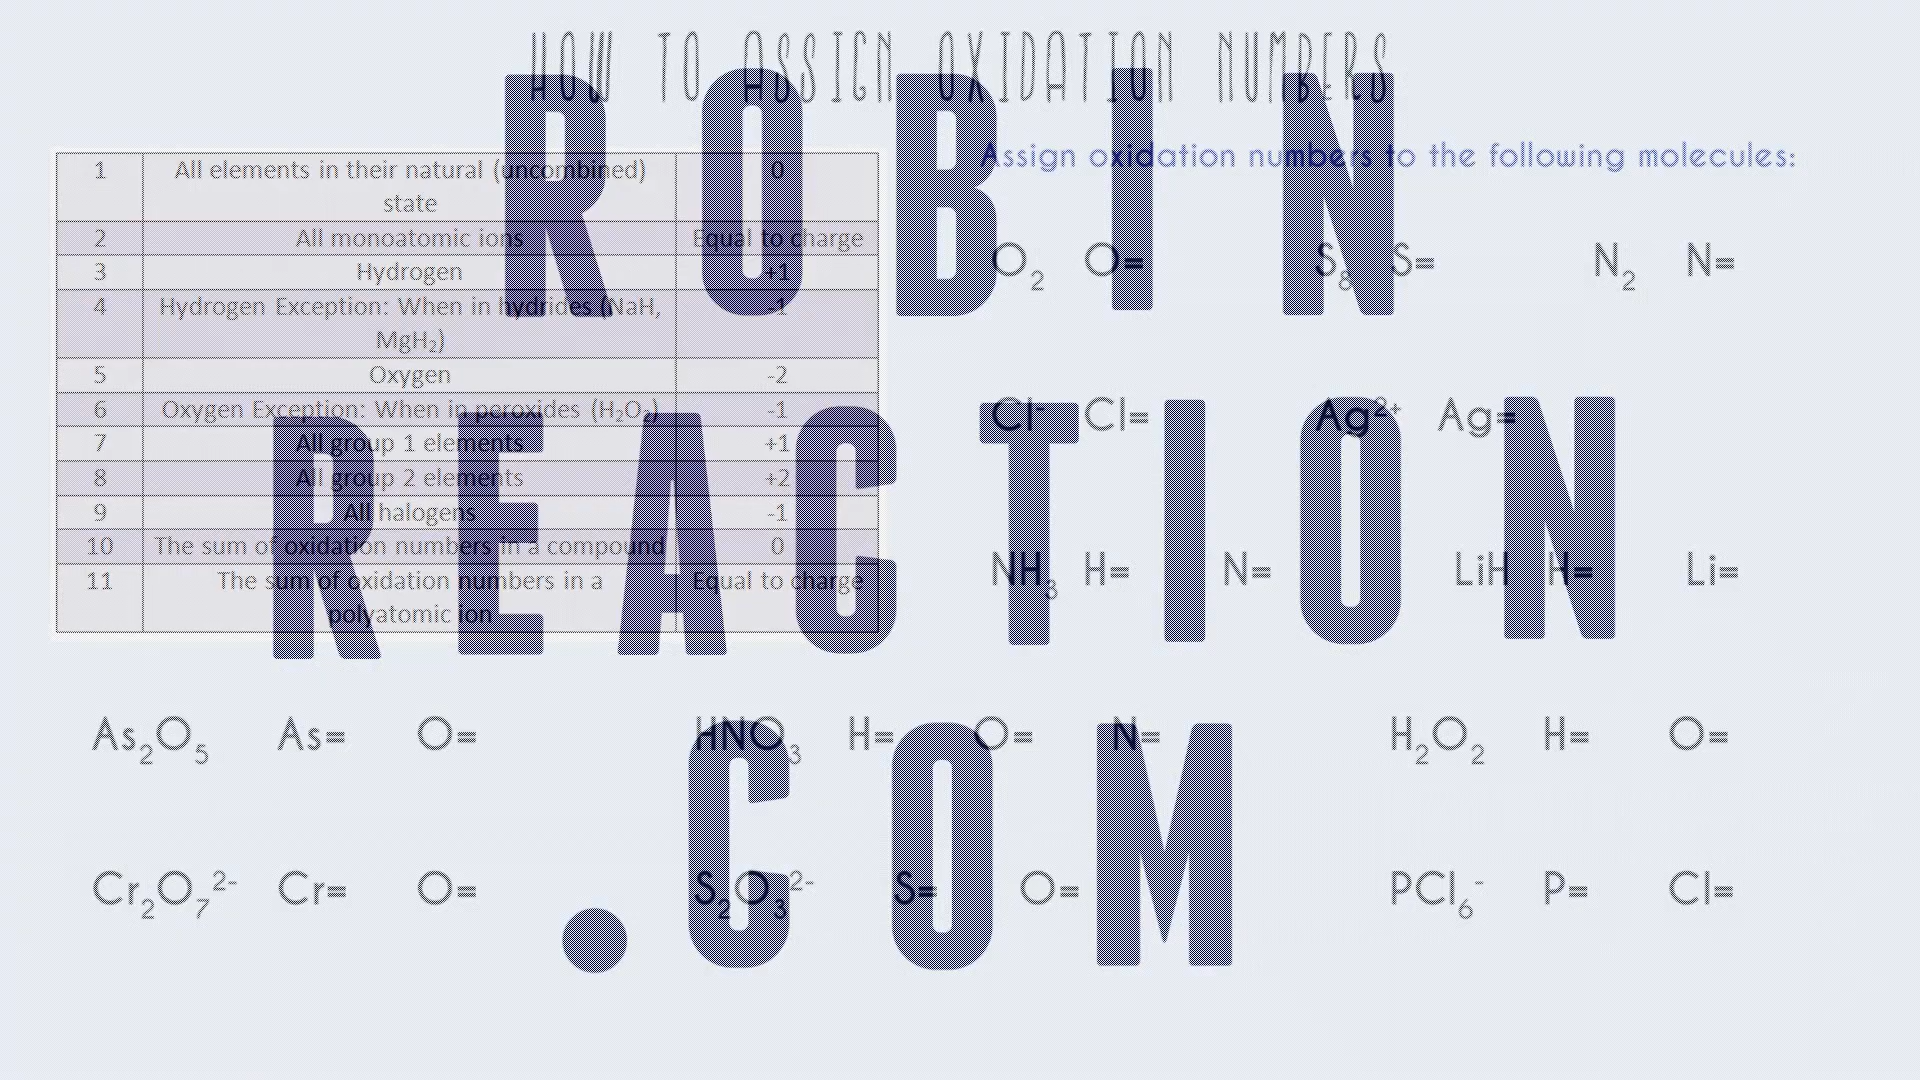 HOW TO ASSIGN OXIDATION NUMBERS
ROBIN
REACTION
.COM
1 All elements in their natural (uncombined) 0
state
2 All monoatomic ions Equal to charge
3 Hydrogen +1
4 Hydrogen Exception: When in hydrides (NaH, -1
MgH₂)
5 Oxygen -2
6 Oxygen Exception: When in peroxides (H₂O₂) -1
7 All group 1 elements +1
8 All group 2 elements +2
9 All halogens -1
10 The sum of oxidation numbers in a compound 0
11 The sum of oxidation numbers in a Equal to charge
polyatomic ion
Assign oxidation numbers to the following molecules:
O₂ O= S₈ S= N₂ N=
Cl⁻ Cl= Ag²⁺ Ag=
NH₃ H= N= LiH H= Li=
As₂O₅ As= O= HNO₃ H= O= N= H₂O₂ H= O=
Cr₂O₇²⁻ Cr= O= S₂O₃²⁻ S= O= PCl₆⁻ P= Cl=